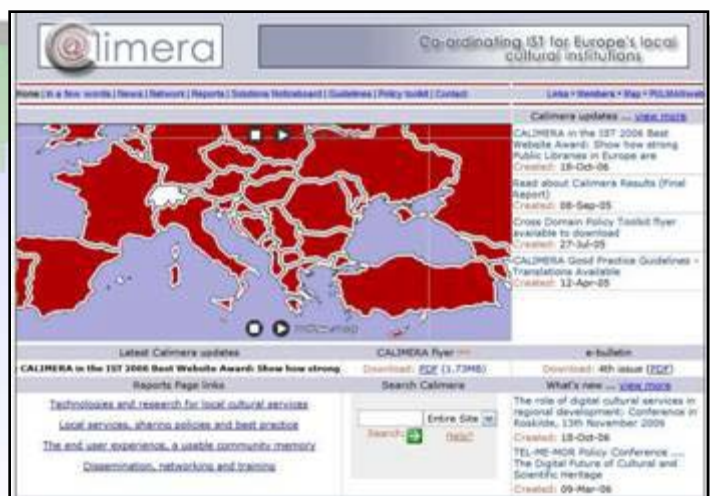 Calimera
Co-ordinating IST for Europe's local
cultural institutions
Home | In a few words | News | Network | Reports | Solutions Noticeboard | Guidelines | Policy toolkit | Contact
Links • Members • Map •
Calimera updates ... view more
CALIMERA in the IST 2006 Best
Website Award: Show how strong
Public Libraries in Europe are
Created: 18-Oct-06
Read about Calimera Results (Final
Report)
Created: 08-Sep-05
Cross Domain Policy Toolkit flyer
available to download
Created: 27-Jul-05
CALIMERA Good Practice Guidelines -
Translations Available
Created: 12-Apr-05
Latest Calimera updates
CALIMERA flyer
e-bulletin
CALIMERA in the IST 2006 Best Website Award: Show how strong
Download: PDF (1.73MB)
Download: 4th issue (PDF)
Reports Page links
Search Calimera
What's new ... view more
Technologies and research for local cultural services
Local services, sharing policies and best practice
The end user experience, a usable community memory
Dissemination, networking and training
Entire Site
Search:
Help?
The role of digital cultural services in
regional development: Conference in
Roskilde, 13th November 2006
Created: 18-Oct-06
TEL-ME-MOR Policy Conference ....
The Digital Future of Cultural and
Scientific Heritage
Created: 09-Mar-06